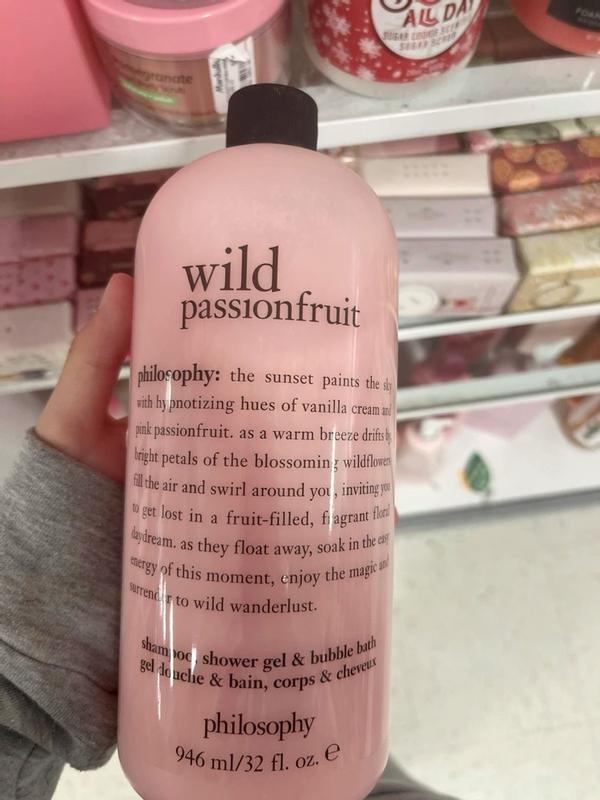 ALL DAY
SUGAR SCRUB
Marshalls
wild
passionfruit
philosophy: the sunset paints the sky
with hypnotizing hues of vanilla cream and
pink passionfruit. as a warm breeze drifts by,
bright petals of the blossoming wildflowers
fill the air and swirl around you, inviting you
to get lost in a fruit-filled, fragrant floral
daydream. as they float away, soak in the easy
energy of this moment, enjoy the magic and
surrender to wild wanderlust.
shampoo, shower gel & bubble bath
gel douche & bain, corps & cheveux
philosophy
946 ml/32 fl. oz. e